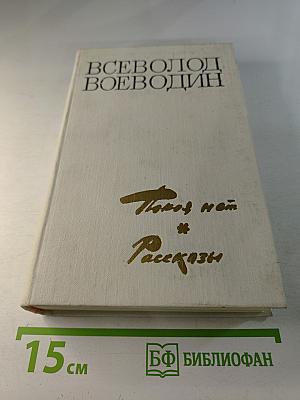 ВСЕВОЛОД
ВОЕВОДИН
Покоя нет
и
Рассказы
15 см
БФ БИБЛИОФАН